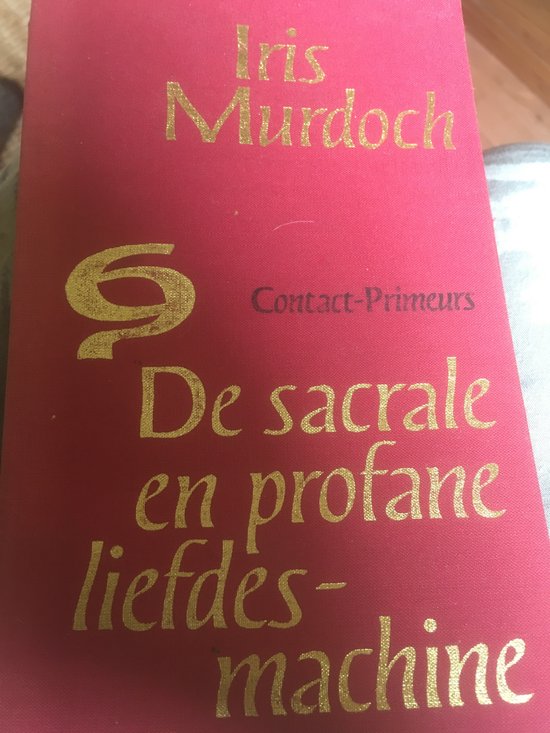 Iris
Murdoch
Contact-Primeurs
De sacrale
en profane
liefdes-
machine